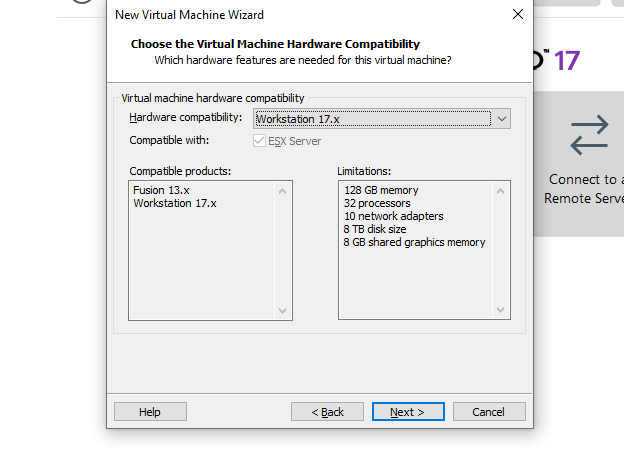 New Virtual Machine Wizard
Choose the Virtual Machine Hardware Compatibility
Which hardware features are needed for this virtual machine?
Virtual machine hardware compatibility
Hardware compatibility: Workstation 17.x
Compatible with: ESX Server
Compatible products:
Fusion 13.x
Workstation 17.x
Limitations:
128 GB memory
32 processors
10 network adapters
8 TB disk size
8 GB shared graphics memory
Help
< Back
Next >
Cancel
17
Connect to a
Remote Serve